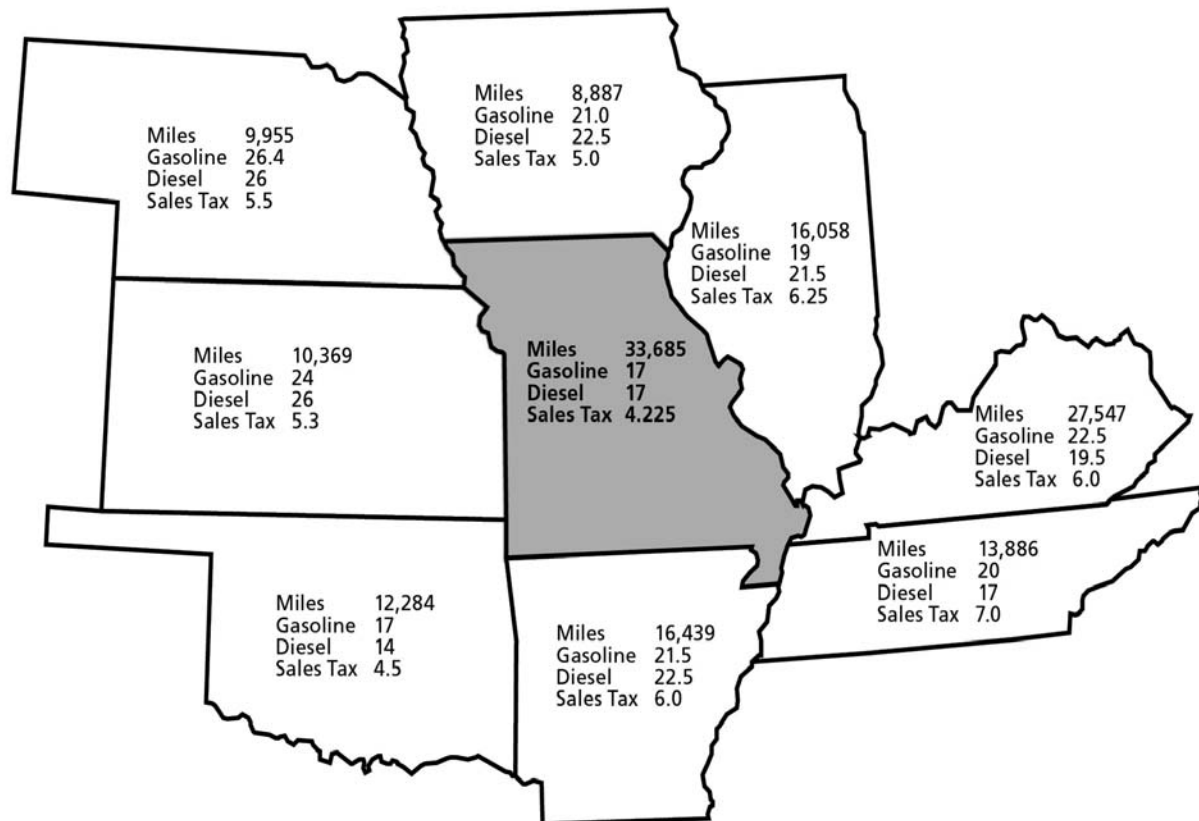 Miles 8,887
Gasoline 21.0
Diesel 22.5
Sales Tax 5.0
Miles 9,955
Gasoline 26.4
Diesel 26
Sales Tax 5.5
Miles 16,058
Gasoline 19
Diesel 21.5
Sales Tax 6.25
Miles 10,369
Gasoline 24
Diesel 26
Sales Tax 5.3
Miles 33,685
Gasoline 17
Diesel 17
Sales Tax 4.225
Miles 27,547
Gasoline 22.5
Diesel 19.5
Sales Tax 6.0
Miles 13,886
Gasoline 20
Diesel 17
Sales Tax 7.0
Miles 12,284
Gasoline 17
Diesel 14
Sales Tax 4.5
Miles 16,439
Gasoline 21.5
Diesel 22.5
Sales Tax 6.0